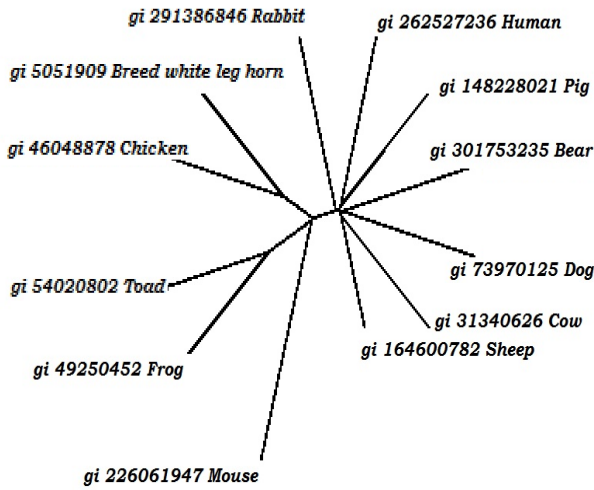 gi 291386846 Rabbit
gi 262527236 Human
gi 5051909 Breed white leg horn
gi 148228021 Pig
gi 46048878 Chicken
gi 301753235 Bear
gi 73970125 Dog
gi 54020802 Toad
gi 31340626 Cow
gi 164600782 Sheep
gi 49250452 Frog
gi 226061947 Mouse